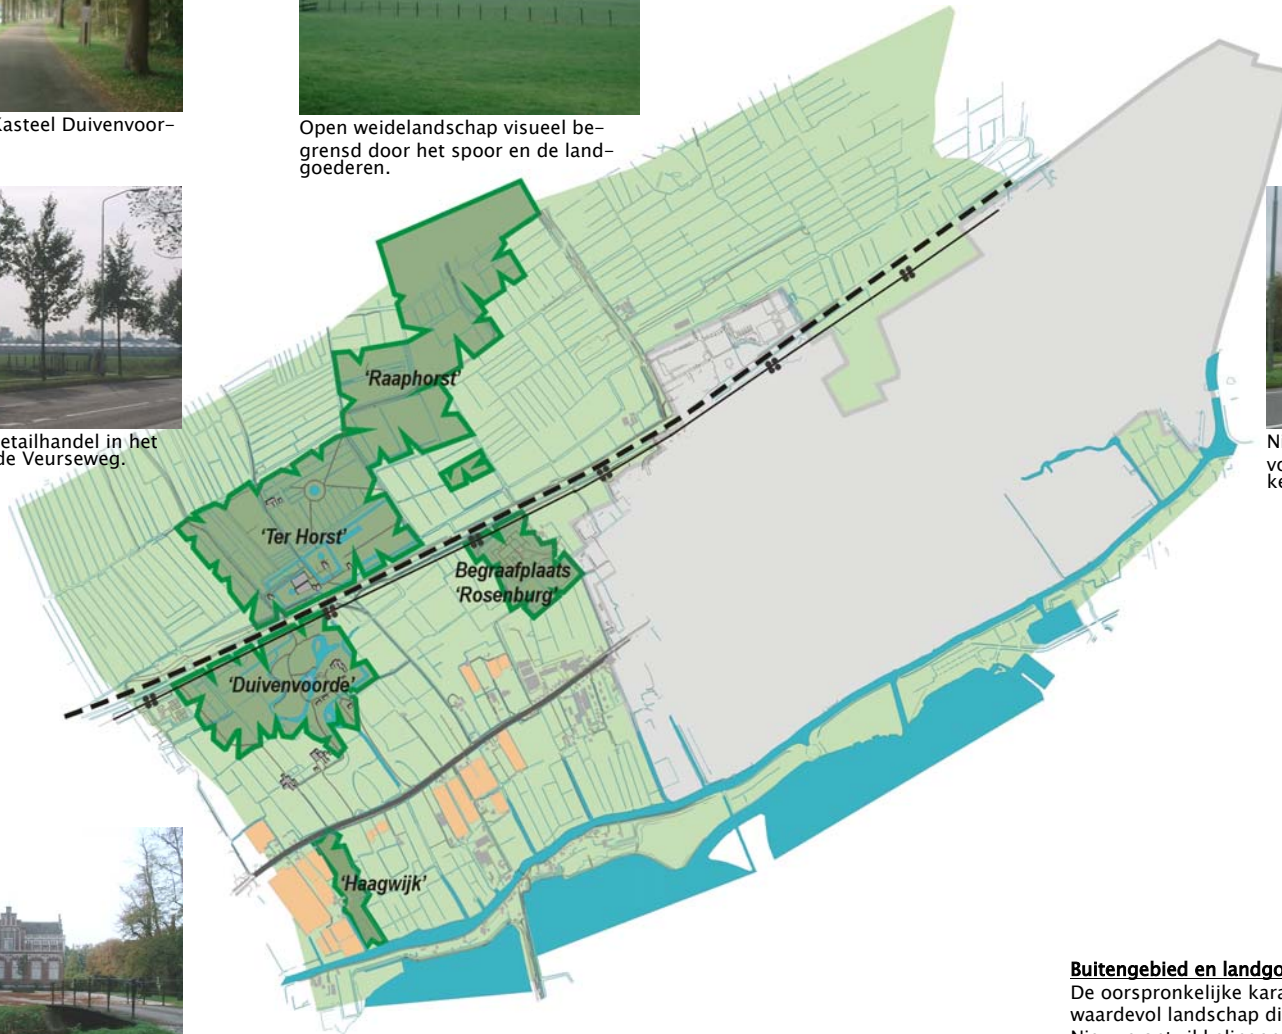 Kasteel Duivenvoor-
Open weidelandschap visueel be-
grensd door het spoor en de land-
goederen.
etailhandel in het
de Veurseweg.
'Raaphorst'
'Ter Horst'
Begraafplaats
'Rosenburg'
'Duivenvoorde'
'Haagwijk'
Buitengebied en landgo
De oorspronkelijke kara
waardevol landschap di